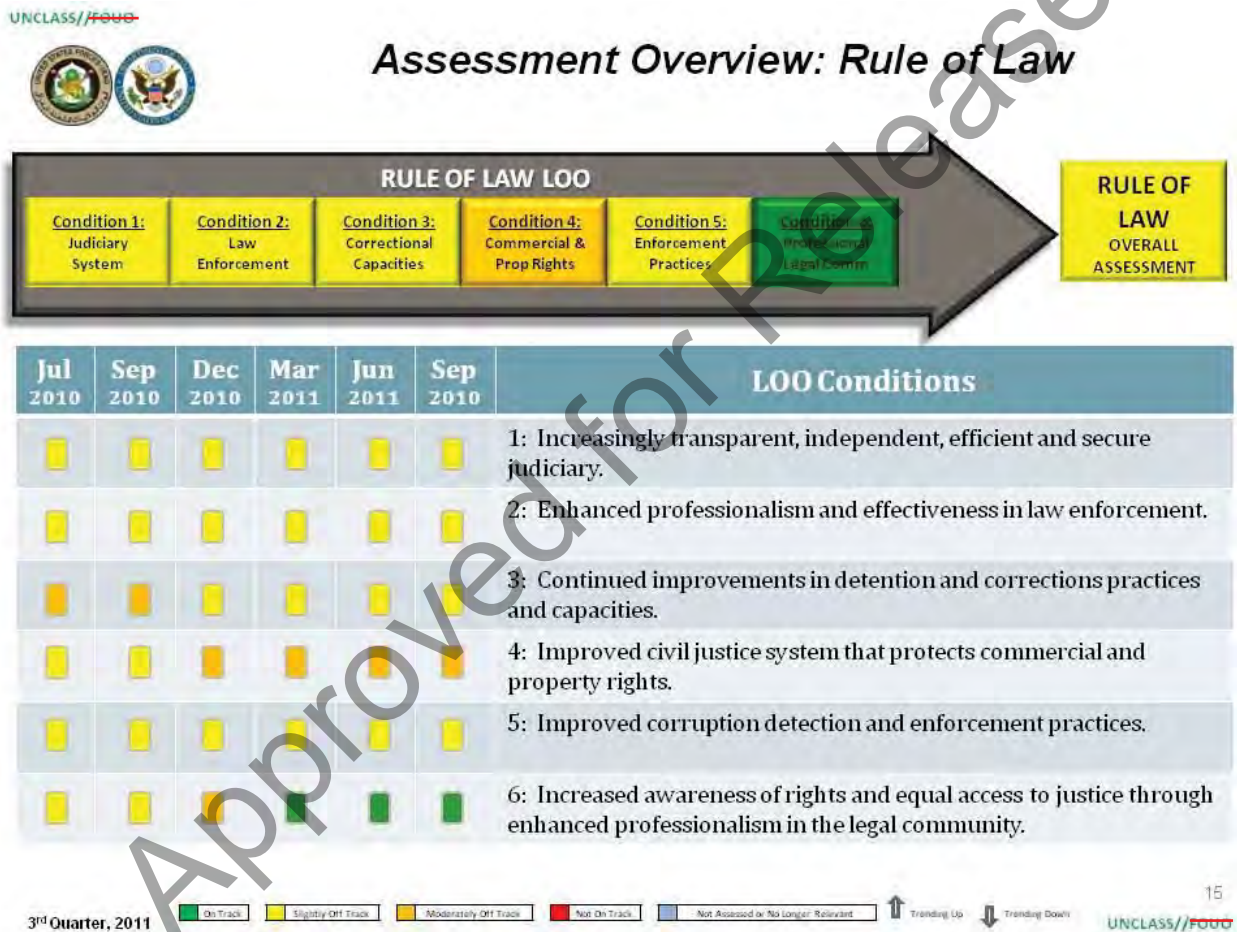 UNCLASS//FOUO
Assessment Overview: Rule of Law
RULE OF LAW LOO
Condition 1:
Judiciary
System
Condition 2:
Law
Enforcement
Condition 3:
Correctional
Capacities
Condition 4:
Commercial &
Prop Rights
Condition 5:
Enforcement
Practices
Condition
Professional
Legal Comm
RULE OF
LAW
OVERALL
ASSESSMENT
Jul 2010
Sep 2010
Dec 2010
Mar 2011
Jun 2011
Sep 2010
LOO Conditions
1: Increasingly transparent, independent, efficient and secure
judiciary.
2: Enhanced professionalism and effectiveness in law enforcement.
3: Continued improvements in detention and corrections practices
and capacities.
4: Improved civil justice system that protects commercial and
property rights.
5: Improved corruption detection and enforcement practices.
6: Increased awareness of rights and equal access to justice through
enhanced professionalism in the legal community.
Approved for Release
15
3rd Quarter, 2011
On Track
Slightly Off Track
Moderately Off Track
Not On Track
Not Assessed or No Longer Relevant
Trending Up
Trending Down
UNCLASS//FOUO